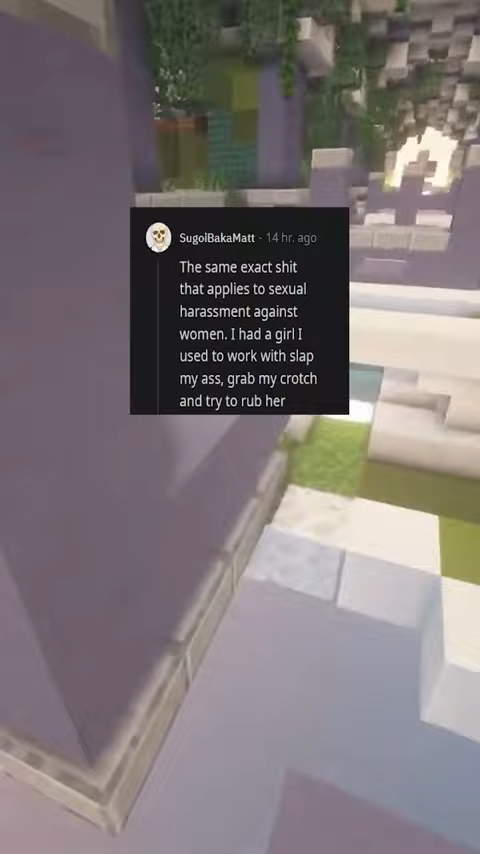 SugoiBakaMatt · 14 hr. ago
The same exact shit
that applies to sexual
harassment against
women. I had a girl I
used to work with slap
my ass, grab my crotch
and try to rub her